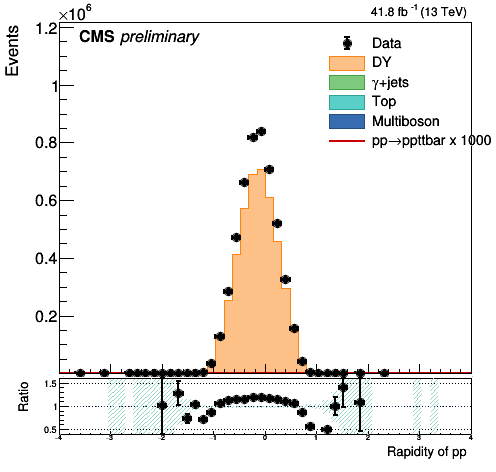 ×10⁶
41.8 fb⁻¹ (13 TeV)
CMS preliminary
Events
Data
DY
γ+jets
Top
Multiboson
pp→ppttbar x 1000
1.2
1
0.8
0.6
0.4
0.2
Ratio
1.5
1
0.5
-4 -3 -2 -1 0 1 2 3 4
Rapidity of pp